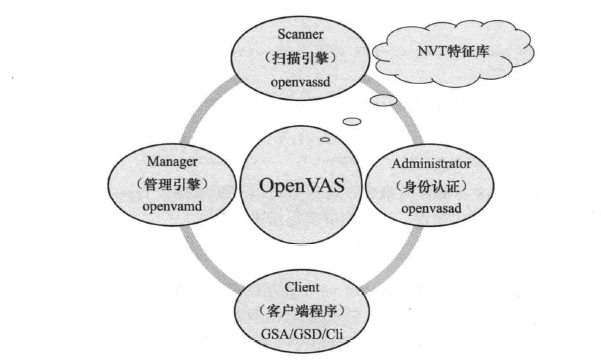 Scanner
（扫描引擎）
openvassd
NVT特征库
Manager
（管理引擎）
openvamd
OpenVAS
Administrator
（身份认证）
openvasad
Client
（客户端程序）
GSA/GSD/Cli